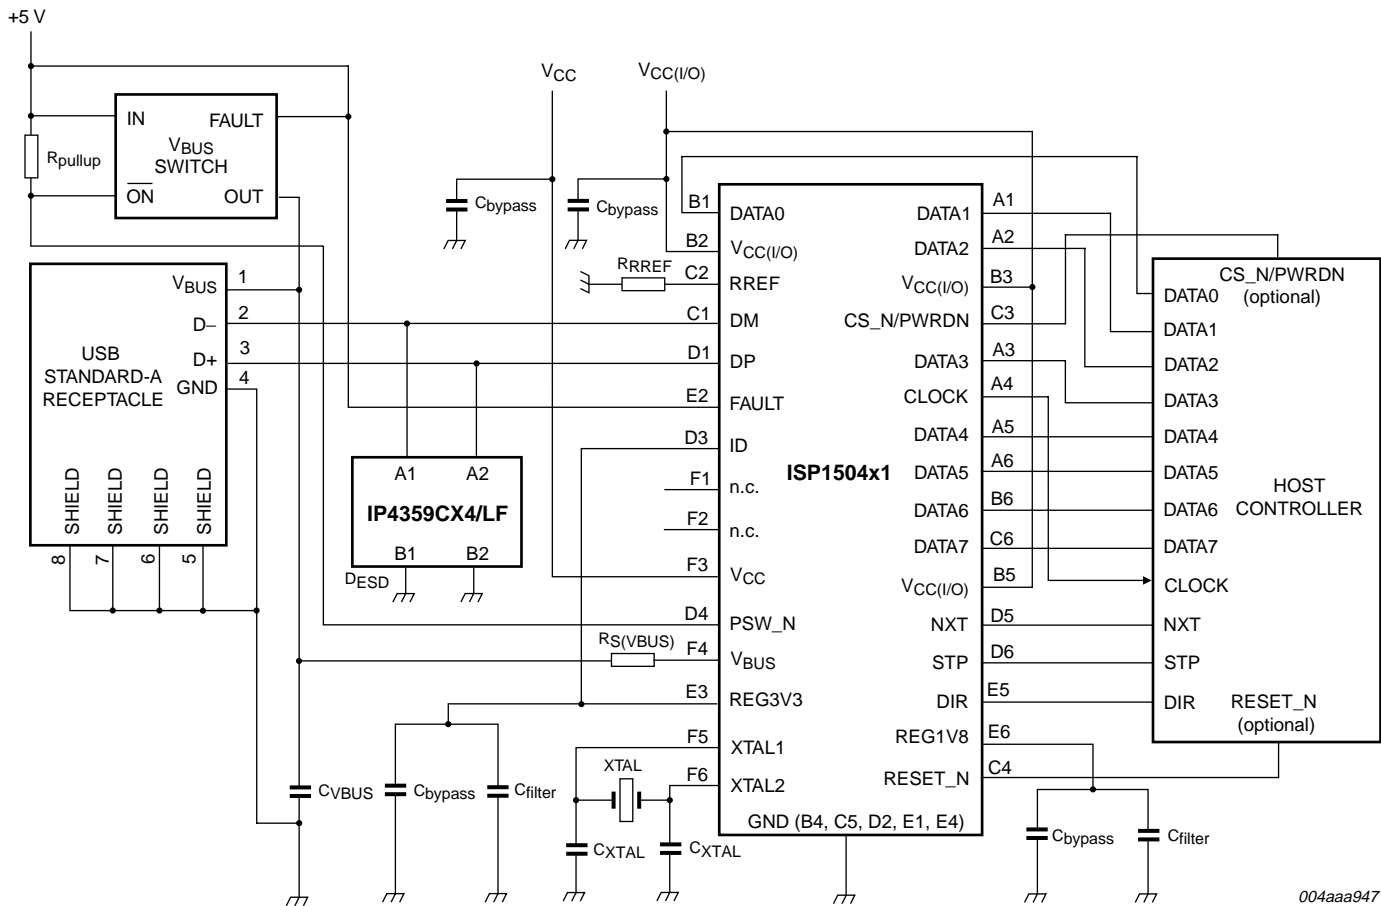 +5 V
VCC
VCC(I/O)
IN
FAULT
VBUS
SWITCH
ON
OUT
Rpullup
Cbypass
Cbypass
RRREF
USB
STANDARD-A
RECEPTACLE
VBUS
1
D–
2
D+
3
GND
4
SHIELD
SHIELD
SHIELD
SHIELD
8
7
6
5
A1
A2
IP4359CX4/LF
B1
B2
DESD
RS(VBUS)
CVBUS
Cbypass
Cfilter
XTAL
CXTAL
CXTAL
ISP1504x1
B1
DATA0
B2
VCC(I/O)
C2
RREF
C1
DM
D1
DP
E2
FAULT
D3
ID
F1
n.c.
F2
n.c.
F3
VCC
D4
PSW_N
F4
VBUS
E3
REG3V3
F5
XTAL1
F6
XTAL2
GND (B4, C5, D2, E1, E4)
DATA1
A1
DATA2
A2
VCC(I/O)
B3
CS_N/PWRDN
C3
DATA3
A3
CLOCK
A4
DATA4
A5
DATA5
A6
DATA6
B6
DATA7
C6
VCC(I/O)
B5
NXT
D5
STP
D6
DIR
E5
REG1V8
E6
RESET_N
C4
CS_N/PWRDN
(optional)
DATA0
DATA1
DATA2
DATA3
DATA4
DATA5
DATA6
DATA7
HOST
CONTROLLER
CLOCK
NXT
STP
DIR
RESET_N
(optional)
Cbypass
Cfilter
004aaa947